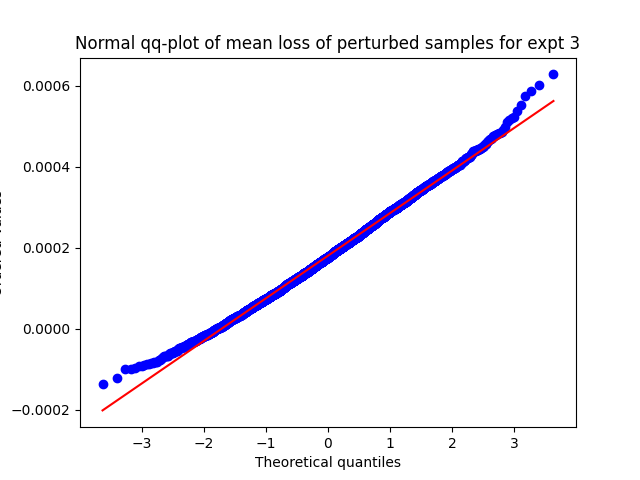 Normal qq-plot of mean loss of perturbed samples for expt 3
0.0006
0.0004
0.0002
0.0000
−0.0002
−3 −2 −1 0 1 2 3
Theoretical quantiles